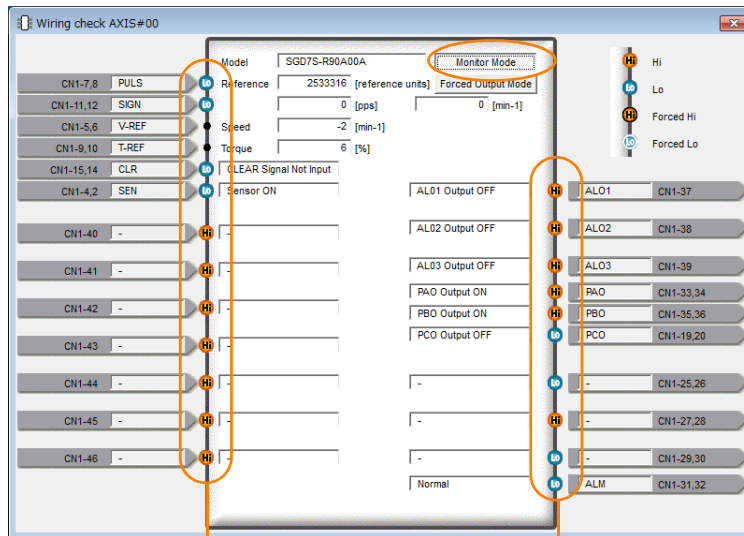 Wiring check AXIS#00
Model SGD7S-R90A00A Monitor Mode Hi
CN1-7,8 PULS Lo Reference 2533316 [reference units] Forced Output Mode Lo
CN1-11,12 SIGN Lo 0 [pps] 0 [min-1] Forced Hi
CN1-5,6 V-REF Speed -2 [min-1]
CN1-9,10 T-REF Torque 6 [%] Forced Lo
CN1-15,14 CLR Lo CLEAR Signal Not Input
CN1-4,2 SEN Lo Sensor ON AL01 Output OFF Hi ALO1 CN1-37
CN1-40 - Hi - AL02 Output OFF Hi ALO2 CN1-38
CN1-41 - Hi - AL03 Output OFF Hi ALO3 CN1-39
PAO Output ON Hi PAO CN1-33,34
CN1-42 - Hi - PBO Output ON Hi PBO CN1-35,36
PCO Output OFF Lo PCO CN1-19,20
CN1-43 - Hi -
CN1-44 - Hi - - Lo - CN1-25,26
CN1-45 - Hi - - Hi - CN1-27,28
CN1-46 - Hi - - Lo - CN1-29,30
Normal Lo ALM CN1-31,32